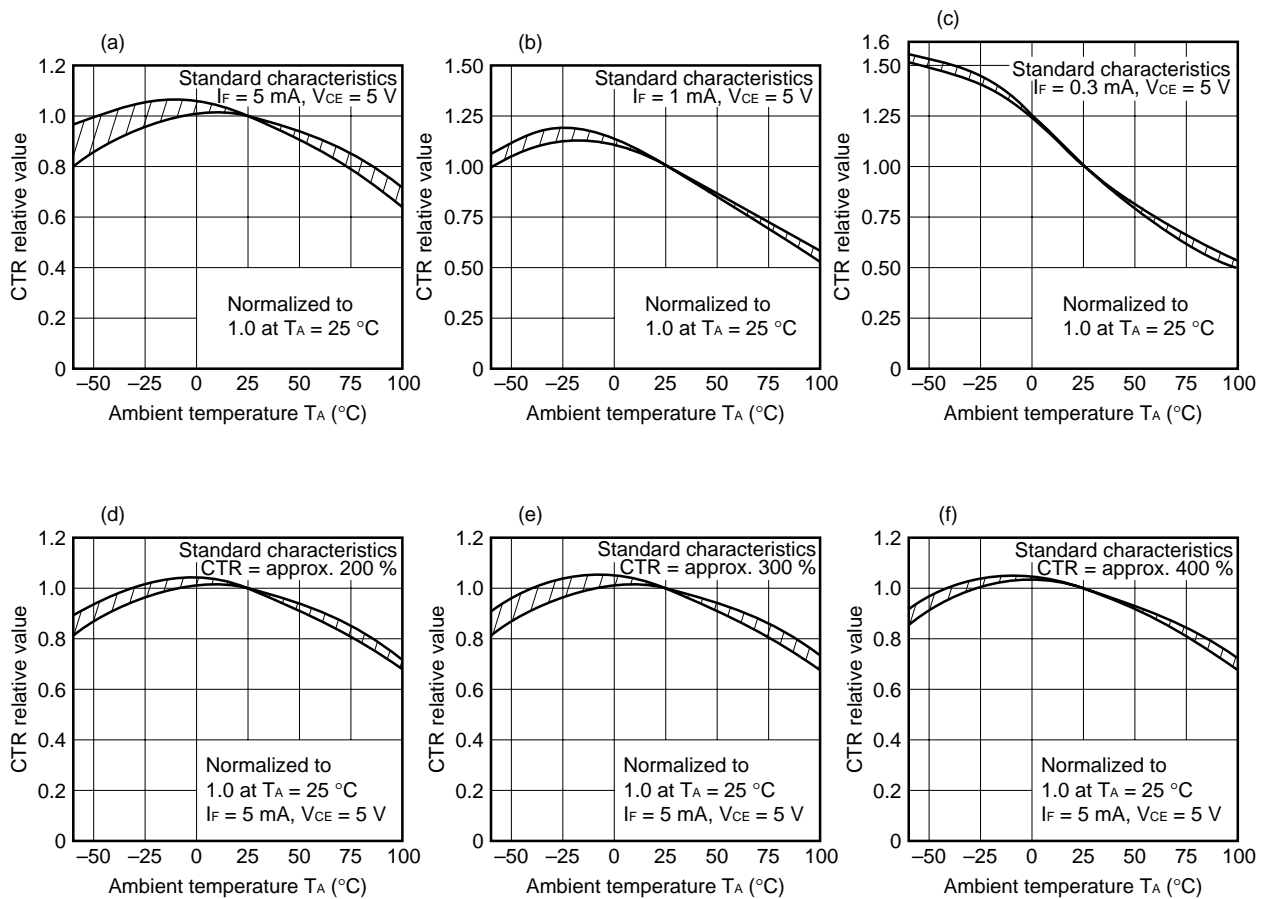 (a)
Standard characteristics
IF = 5 mA, VCE = 5 V
1.2
1.0
0.8
0.6
0.4
0.2
0
CTR relative value
Normalized to
1.0 at TA = 25 °C
–50 –25 0 25 50 75 100
Ambient temperature TA (°C)
(b)
Standard characteristics
IF = 1 mA, VCE = 5 V
1.50
1.25
1.00
0.75
0.50
1.25
0
CTR relative value
Normalized to
1.0 at TA = 25 °C
–50 –25 0 25 50 75 100
Ambient temperature TA (°C)
(c)
Standard characteristics
IF = 0.3 mA, VCE = 5 V
1.6
1.50
1.25
1.00
0.75
0.50
1.25
0
CTR relative value
Normalized to
1.0 at TA = 25 °C
–50 –25 0 25 50 75 100
Ambient temperature TA (°C)
(d)
Standard characteristics
CTR = approx. 200 %
1.2
1.0
0.8
0.6
0.4
0.2
0
CTR relative value
Normalized to
1.0 at TA = 25 °C
IF = 5 mA, VCE = 5 V
–50 –25 0 25 50 75 100
Ambient temperature TA (°C)
(e)
Standard characteristics
CTR = approx. 300 %
1.2
1.0
0.8
0.6
0.4
0.2
0
CTR relative value
Normalized to
1.0 at TA = 25 °C
IF = 5 mA, VCE = 5 V
–50 –25 0 25 50 75 100
Ambient temperature TA (°C)
(f)
Standard characteristics
CTR = approx. 400 %
1.2
1.0
0.8
0.6
0.4
0.2
0
CTR relative value
Normalized to
1.0 at TA = 25 °C
IF = 5 mA, VCE = 5 V
–50 –25 0 25 50 75 100
Ambient temperature TA (°C)